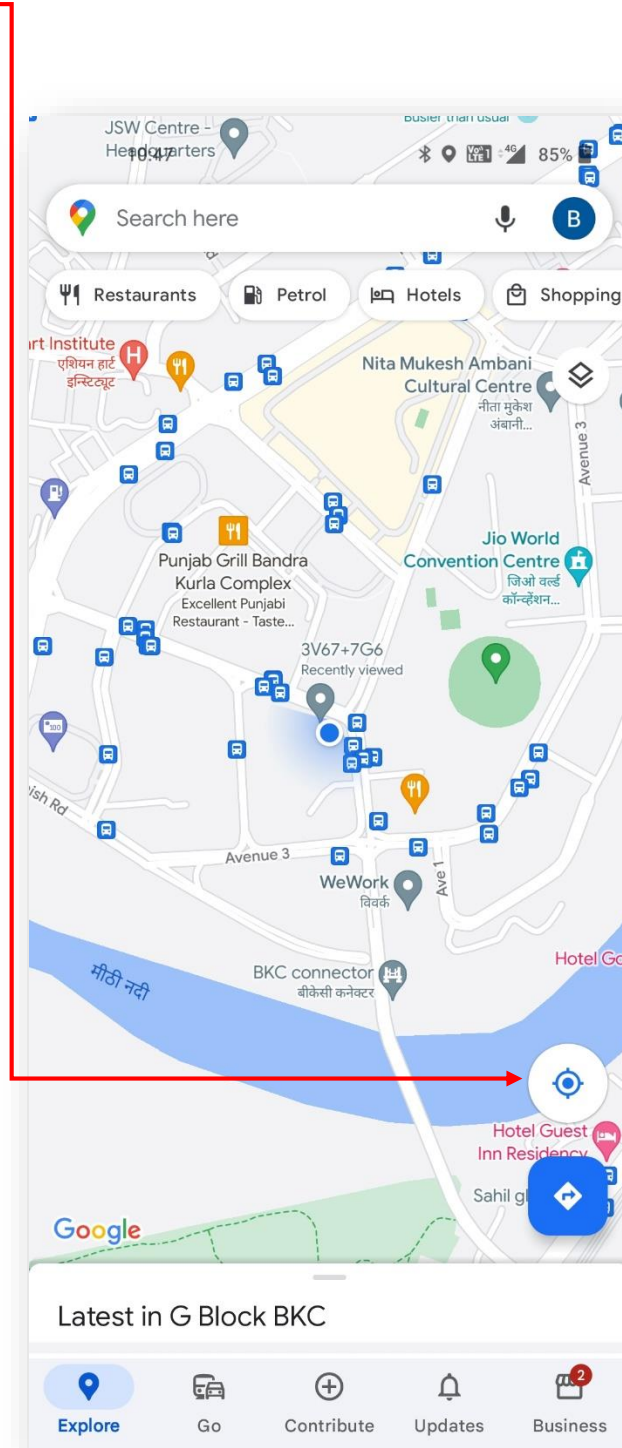 JSW Centre -
Headquarters
Busier than usual
10:47
Vo)) LTE1
4G
85%
Search here
B
Restaurants
Petrol
Hotels
Shopping
rt Institute
एशियन हार्ट
इन्स्टिट्यूट
H
Nita Mukesh Ambani
Cultural Centre
नीता मुकेश
अंबानी...
Avenue 3
Punjab Grill Bandra
Kurla Complex
Excellent Punjabi
Restaurant - Taste...
Jio World
Convention Centre
जिओ वर्ल्ड
कॉन्व्हेंशन...
3V67+7G6
Recently viewed
ish Rd
Avenue 3
Ave 1
WeWork
विवर्क
मीठी नदी
BKC connector
बीकेसी कनेक्टर
Hotel Go
Hotel Guest
Inn Residency
Sahil gl
Google
Latest in G Block BKC
2
Explore
Go
Contribute
Updates
Business